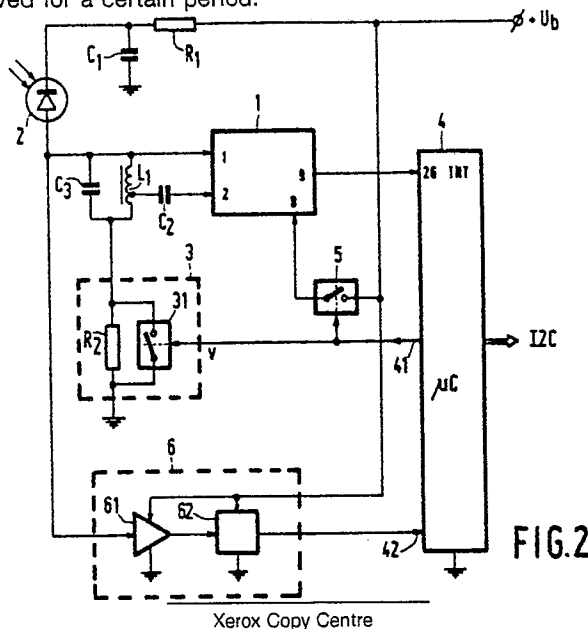 ved for a certain period.
C1
R1
+Ub
2
1
4
1
9
26 INT
C3
L1
2
8
C2
3
5
31
R2
V
41
I2C
μC
6
61
62
42
FIG.2
Xerox Copy Centre